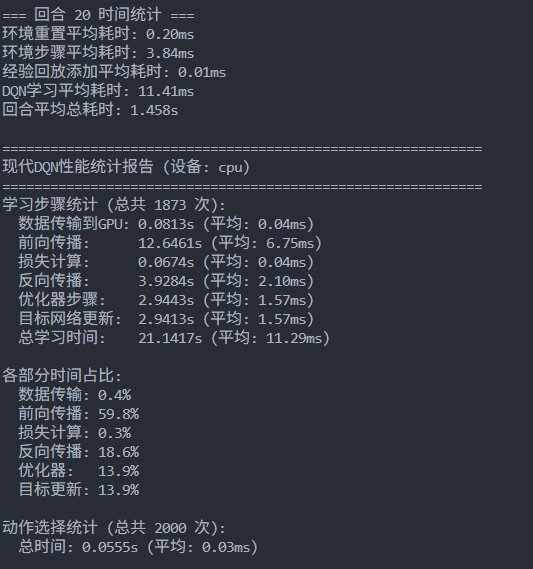 === 回合 20 时间统计 ===
环境重置平均耗时: 0.20ms
环境步骤平均耗时: 3.84ms
经验回放添加平均耗时: 0.01ms
DQN学习平均耗时: 11.41ms
回合平均总耗时: 1.458s
============================================================
现代DQN性能统计报告 (设备: cpu)
============================================================
学习步骤统计 (总共 1873 次):
数据传输到GPU: 0.0813s (平均: 0.04ms)
前向传播: 12.6461s (平均: 6.75ms)
损失计算: 0.0674s (平均: 0.04ms)
反向传播: 3.9284s (平均: 2.10ms)
优化器步骤: 2.9443s (平均: 1.57ms)
目标网络更新: 2.9413s (平均: 1.57ms)
总学习时间: 21.1417s (平均: 11.29ms)
各部分时间占比:
数据传输: 0.4%
前向传播: 59.8%
损失计算: 0.3%
反向传播: 18.6%
优化器: 13.9%
目标更新: 13.9%
动作选择统计 (总共 2000 次):
总时间: 0.0555s (平均: 0.03ms)